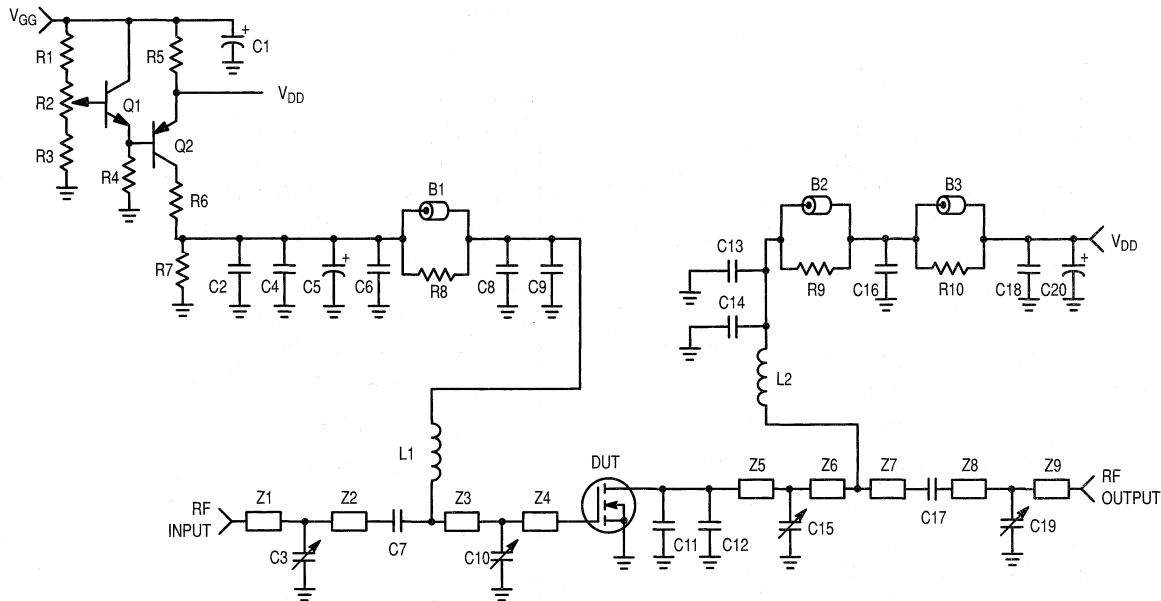 VGG
R1
R5
C1
R2
Q1
VDD
Q2
R3
R4
R6
B1
B2
B3
VDD
C13
R7
C2
C4
C5
C6
R8
C8
C9
R9
C16
R10
C18
C20
C14
L2
L1
DUT
Z5
Z6
Z7
Z8
Z9
RF
OUTPUT
Z1
Z2
Z3
Z4
RF
INPUT
C3
C7
C10
C11
C12
C15
C17
C19
+
+
+